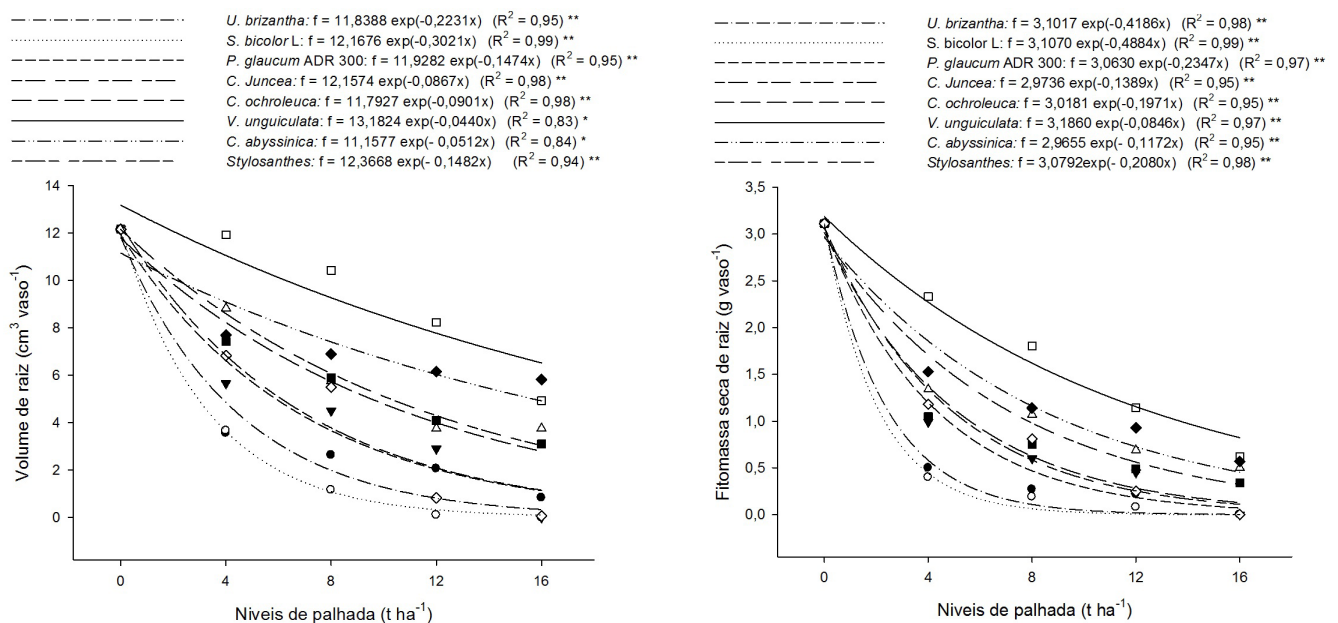 U. brizantha: f = 11,8388 exp(-0,2231x) (R² = 0,95) **
S. bicolor L: f = 12,1676 exp(-0,3021x) (R² = 0,99) **
P. glaucum ADR 300: f = 11,9282 exp(-0,1474x) (R² = 0,95) **
C. Juncea: f = 12,1574 exp(-0,0867x) (R² = 0,98) **
C. ochroleuca: f = 11,7927 exp(-0,0901x) (R² = 0,98) **
V. unguiculata: f = 13,1824 exp(-0,0440x) (R² = 0,83) *
C. abyssinica: f = 11,1577 exp(- 0,0512x) (R² = 0,84) *
Stylosanthes: f = 12,3668 exp(- 0,1482x) (R² = 0,94) **
14
12
10
8
6
4
2
0
Volume de raiz (cm³ vaso⁻¹)
0 4 8 12 16
Niveis de palhada (t ha⁻¹)
U. brizantha: f = 3,1017 exp(-0,4186x) (R² = 0,98) **
S. bicolor L: f = 3,1070 exp(-0,4884x) (R² = 0,99) **
P. glaucum ADR 300: f = 3,0630 exp(-0,2347x) (R² = 0,97) **
C. Juncea: f = 2,9736 exp(-0,1389x) (R² = 0,95) **
C. ochroleuca: f = 3,0181 exp(-0,1971x) (R² = 0,95) **
V. unguiculata: f = 3,1860 exp(-0,0846x) (R² = 0,97) **
C. abyssinica: f = 2,9655 exp(- 0,1172x) (R² = 0,95) **
Stylosanthes: f = 3,0792exp(- 0,2080x) (R² = 0,98) **
3,5
3,0
2,5
2,0
1,5
1,0
0,5
0,0
Fitomassa seca de raiz (g vaso⁻¹)
0 4 8 12 16
Niveis de palhada (t ha⁻¹)